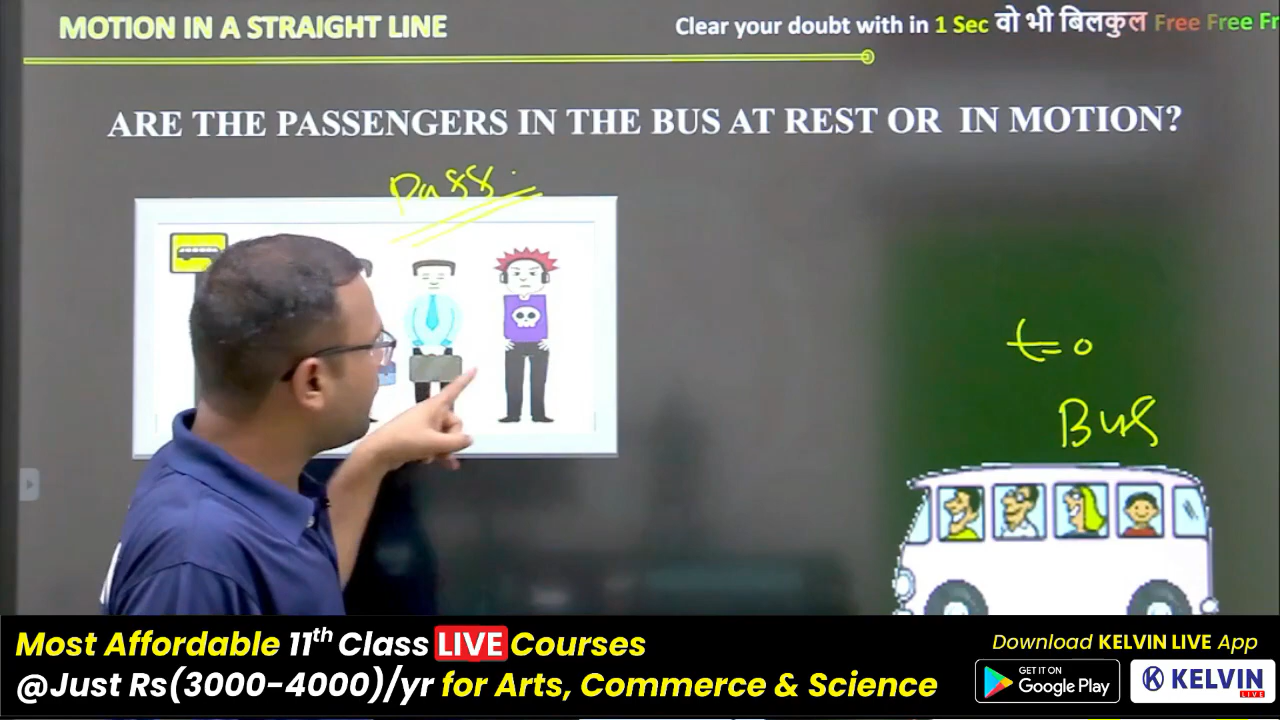 MOTION IN A STRAIGHT LINE
Clear your doubt with in 1 Sec वो भी बिलकुल Free Free Fr
ARE THE PASSENGERS IN THE BUS AT REST OR IN MOTION?
Pass.
t=0
Bus
Most Affordable 11th Class LIVE Courses
@Just Rs(3000-4000)/yr for Arts, Commerce & Science
Download KELVIN LIVE App
GET IT ON
Google Play
KELVIN
LIVE